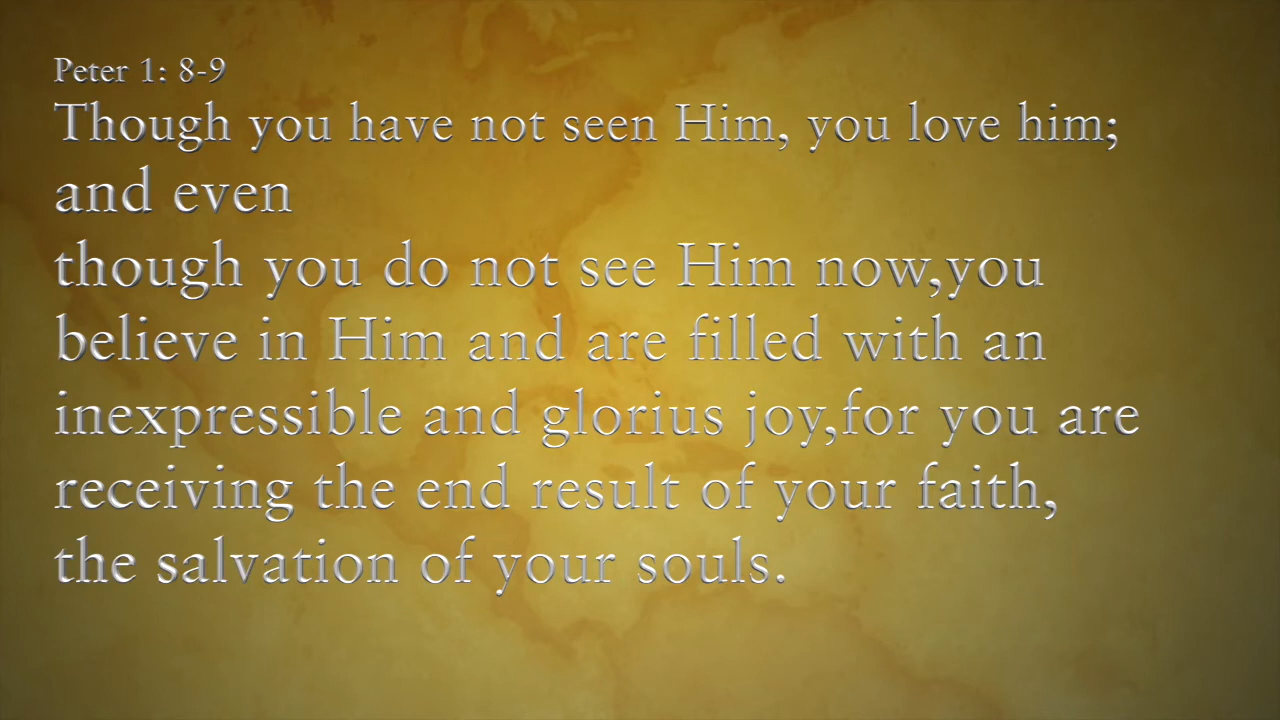 Peter 1: 8-9
Though you have not seen Him, you love him;
and even
though you do not see Him now,you
believe in Him and are filled with an
inexpressible and glorius joy,for you are
receiving the end result of your faith,
the salvation of your souls.